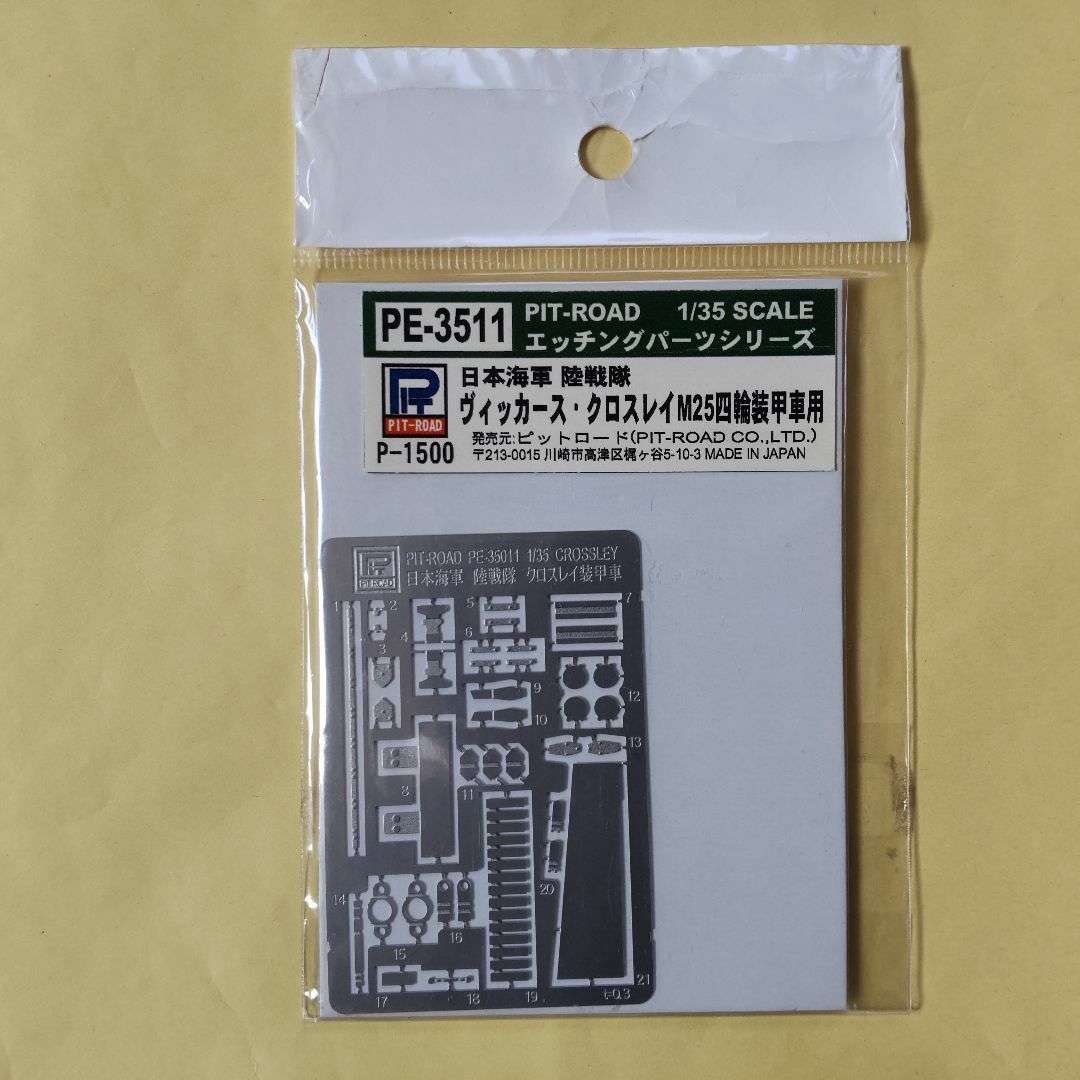 PE-3511
PIT-ROAD 1/35 SCALE
エッチングパーツシリーズ
日本海軍 陸戦隊
ヴィッカース・クロスレイM25四輪装甲車用
PIT
PIT-ROAD
P-1500
発売元:ピットロード(PIT-ROAD CO.,LTD.)
〒213-0015 川崎市高津区梶ヶ谷5-10-3 MADE IN JAPAN
PIT
PIT-ROAD
PIT-ROAD PE-35011 1/35 CROSSLEY
日本海軍 陸戦隊 クロスレイ装甲車
1
2
3
4
5
6
7
8
9
10
11
12
13
14
15
16
17
18
19
20
21
t=0.3